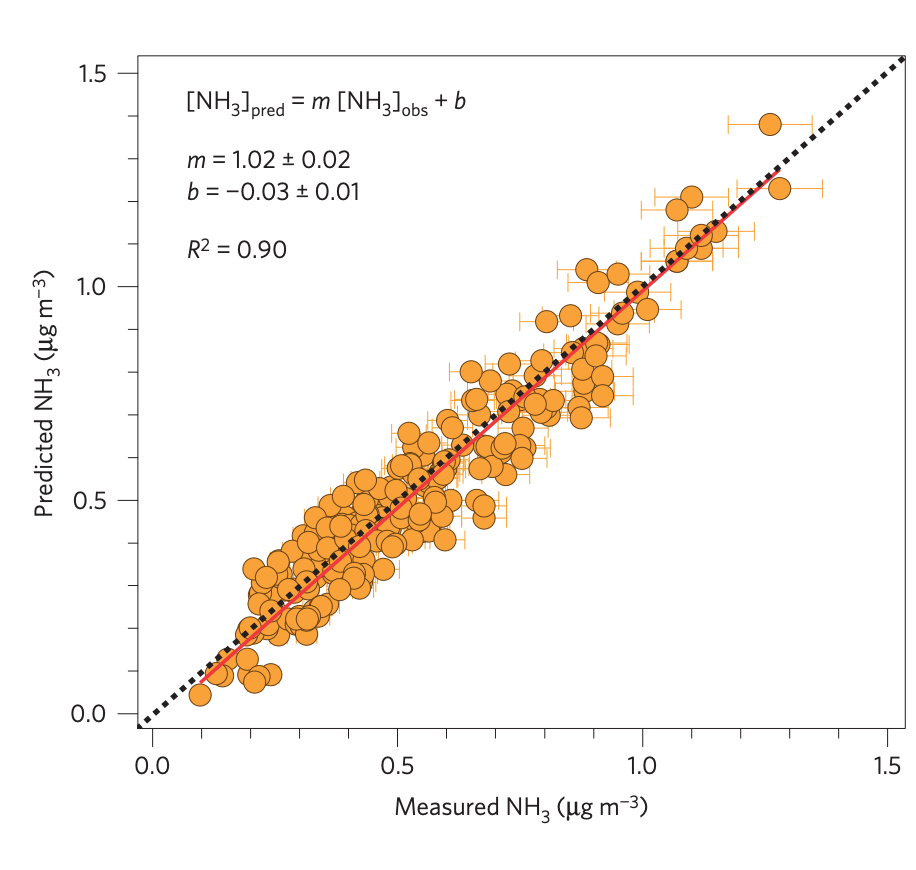 [NH₃]pred = m [NH₃]obs + b
m = 1.02 ± 0.02
b = −0.03 ± 0.01
R² = 0.90
1.5
1.0
0.5
0.0
Predicted NH₃ (μg m⁻³)
0.0 0.5 1.0 1.5
Measured NH₃ (μg m⁻³)